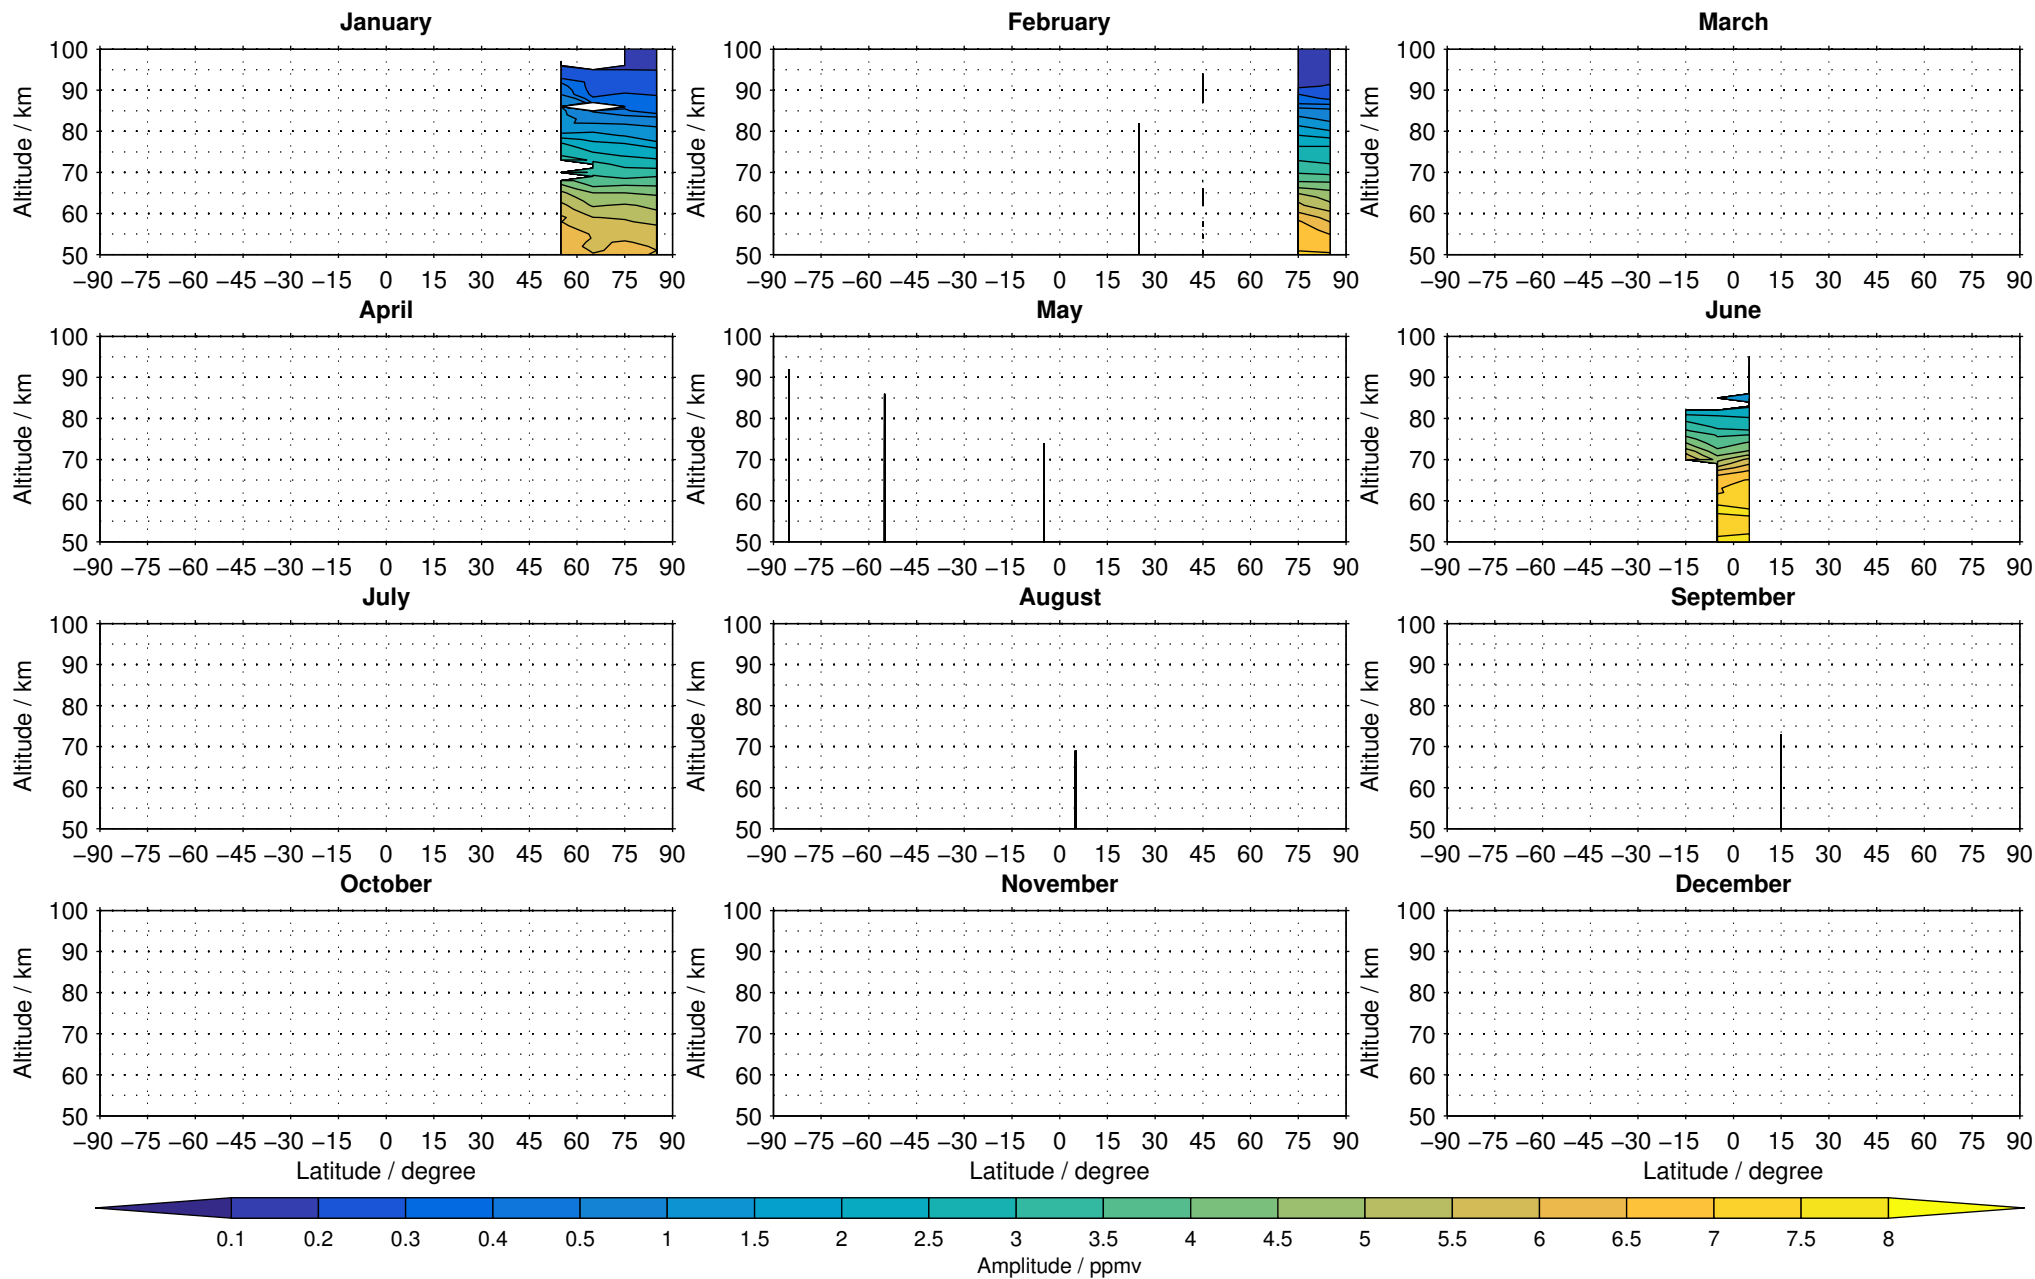 January February March
100 100 100
90 90 90
80 80 80
70 70 70
60 60 60
50 50 50
Altitude / km Altitude / km Altitude / km
−90 −75 −60 −45 −30 −15 0 15 30 45 60 75 90 −90 −75 −60 −45 −30 −15 0 15 30 45 60 75 90 −90 −75 −60 −45 −30 −15 0 15 30 45 60 75 90
April May June
100 100 100
90 90 90
80 80 80
70 70 70
60 60 60
50 50 50
Altitude / km Altitude / km Altitude / km
−90 −75 −60 −45 −30 −15 0 15 30 45 60 75 90 −90 −75 −60 −45 −30 −15 0 15 30 45 60 75 90 −90 −75 −60 −45 −30 −15 0 15 30 45 60 75 90
July August September
100 100 100
90 90 90
80 80 80
70 70 70
60 60 60
50 50 50
Altitude / km Altitude / km Altitude / km
−90 −75 −60 −45 −30 −15 0 15 30 45 60 75 90 −90 −75 −60 −45 −30 −15 0 15 30 45 60 75 90 −90 −75 −60 −45 −30 −15 0 15 30 45 60 75 90
October November December
100 100 100
90 90 90
80 80 80
70 70 70
60 60 60
50 50 50
Altitude / km Altitude / km Altitude / km
−90 −75 −60 −45 −30 −15 0 15 30 45 60 75 90 −90 −75 −60 −45 −30 −15 0 15 30 45 60 75 90 −90 −75 −60 −45 −30 −15 0 15 30 45 60 75 90
Latitude / degree Latitude / degree Latitude / degree
0.1 0.2 0.3 0.4 0.5 1 1.5 2 2.5 3 3.5 4 4.5 5 5.5 6 6.5 7 7.5 8
Amplitude / ppmv